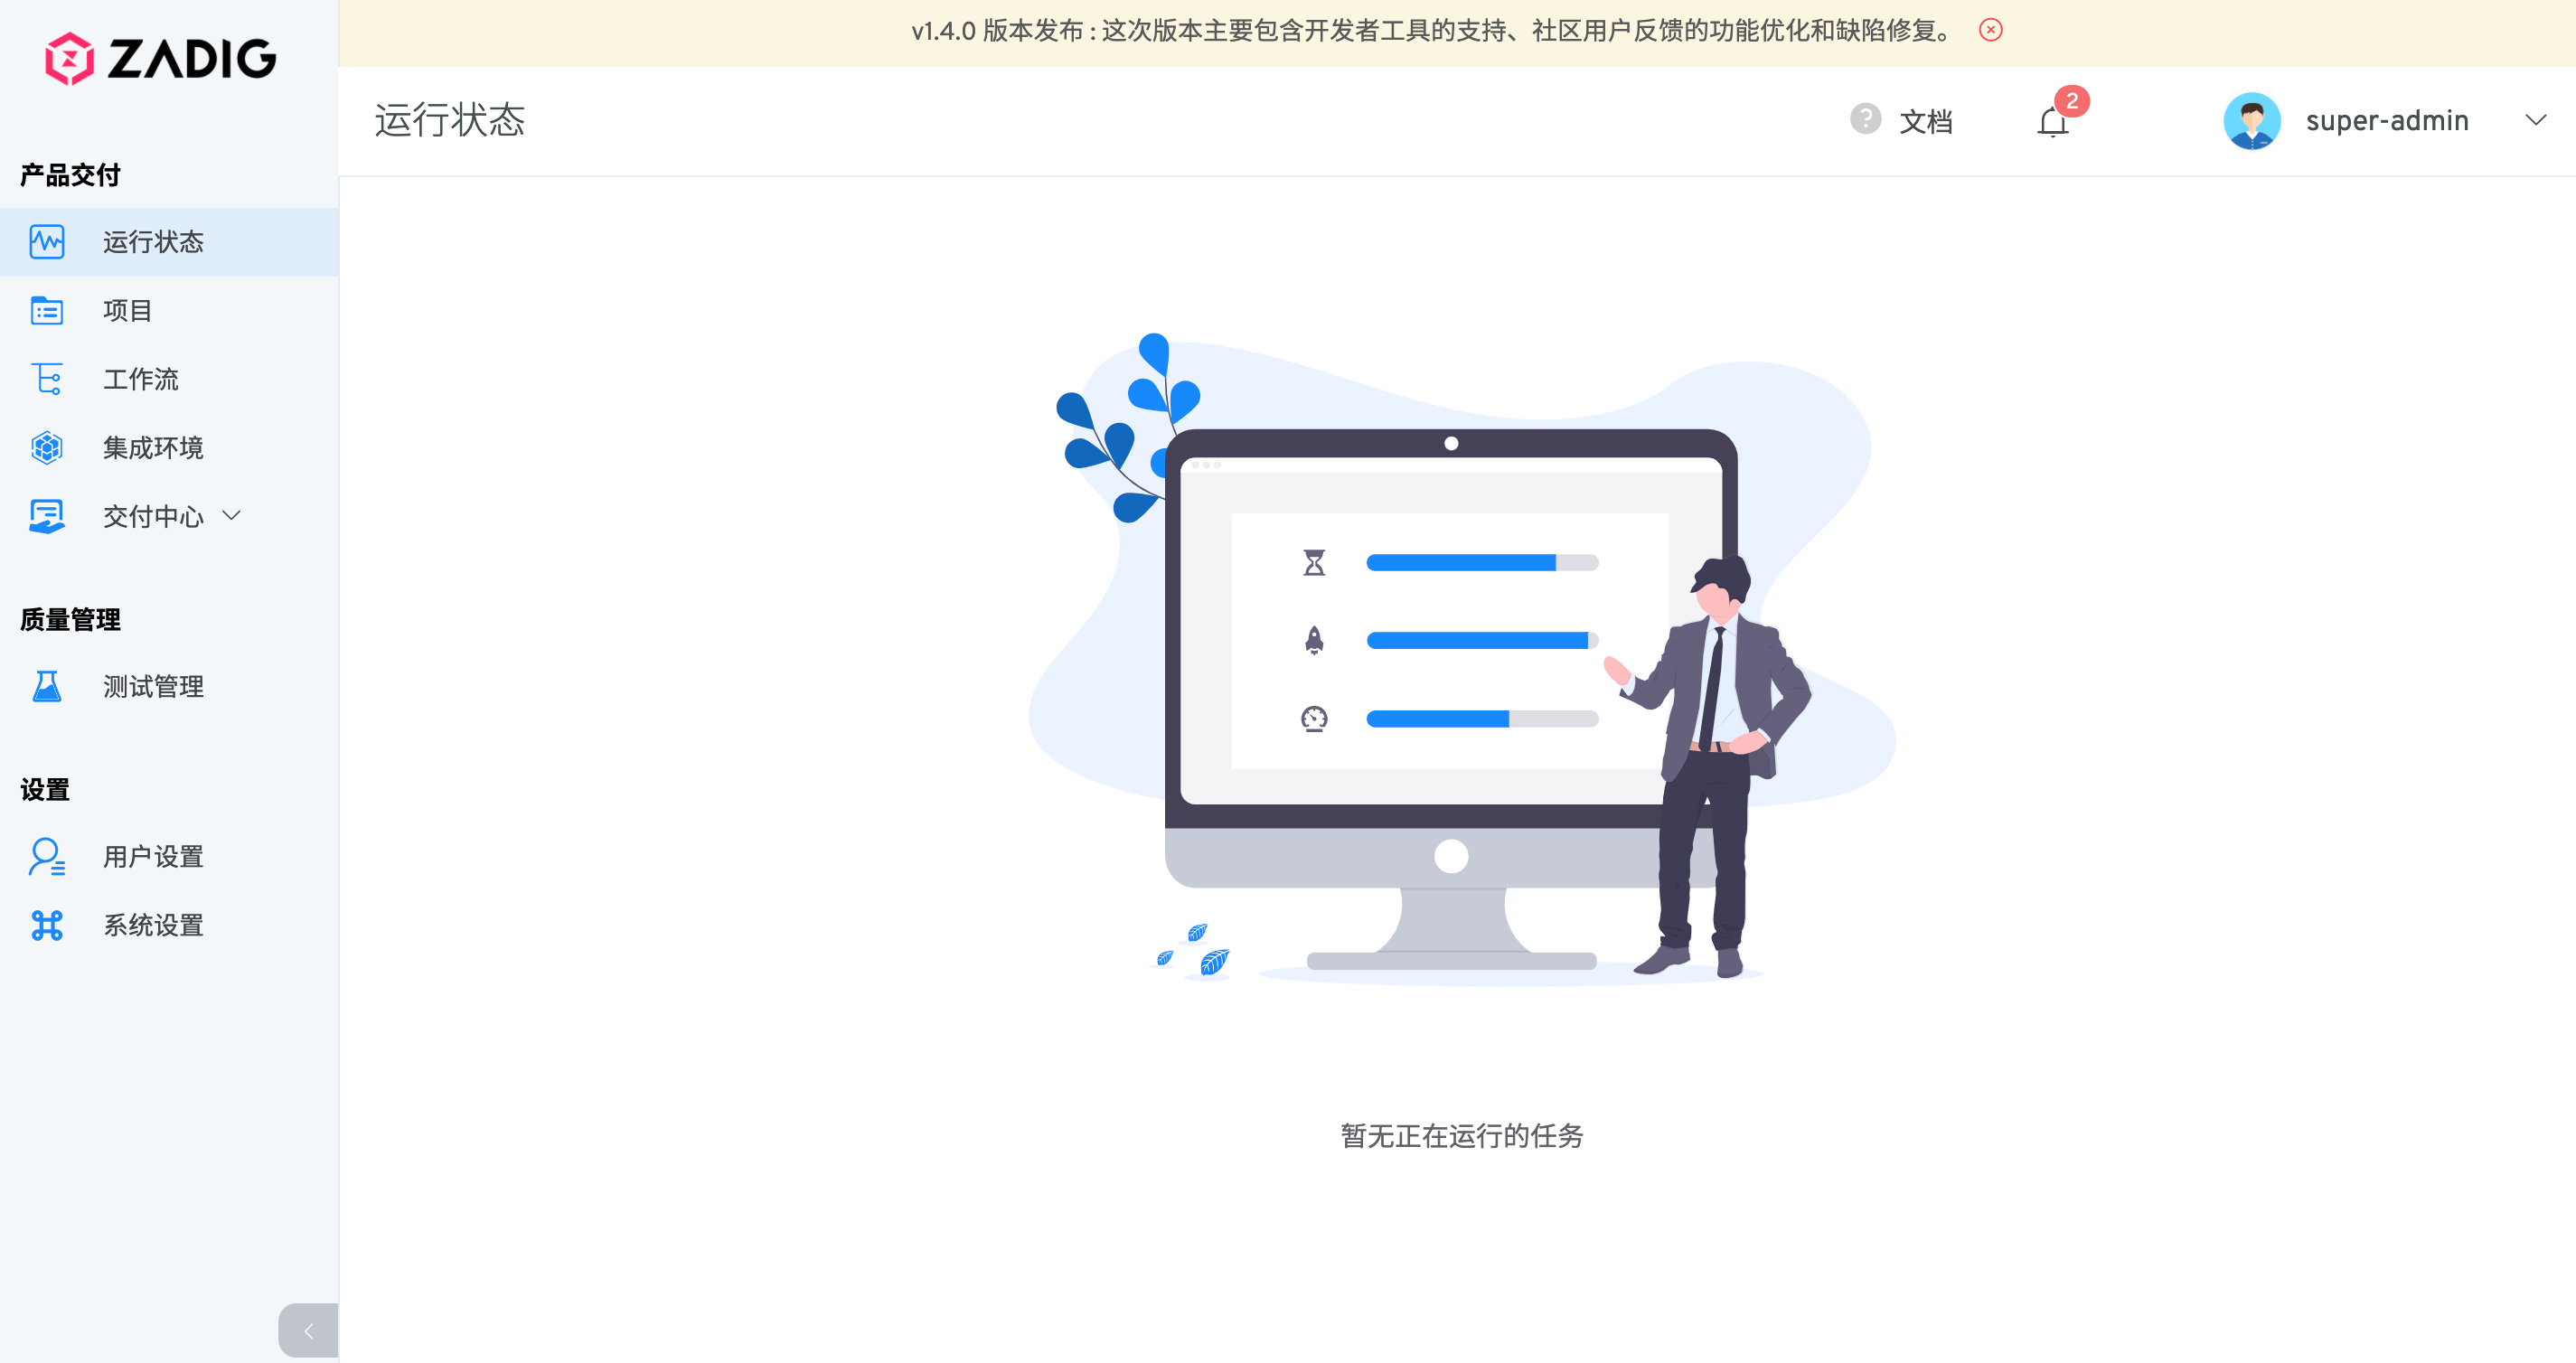 ZADIG
v1.4.0 版本发布 : 这次版本主要包含开发者工具的支持、社区用户反馈的功能优化和缺陷修复。
运行状态
? 文档
2
super-admin
产品交付
运行状态
项目
工作流
集成环境
交付中心
质量管理
测试管理
设置
用户设置
系统设置
暂无正在运行的任务